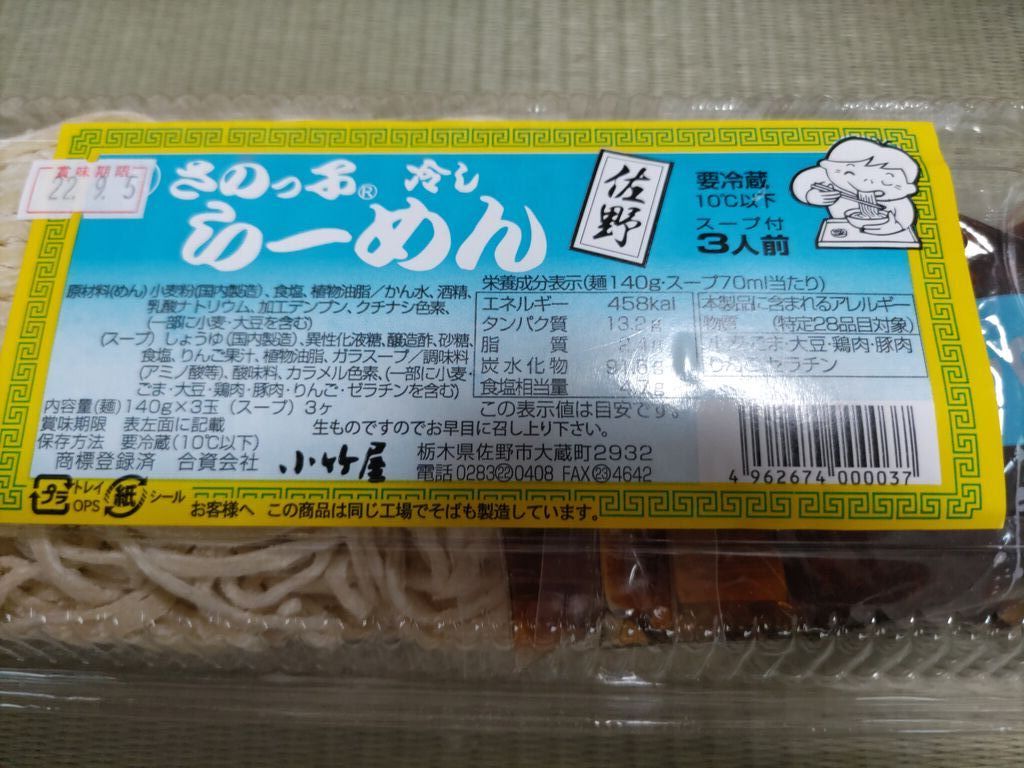 賞味期限
22. 9. 5
さのっ子® 冷し
らーめん
佐野
要冷蔵
10℃以下
スープ付
3人前
原材料(めん)小麦粉(国内製造)、食塩、植物油脂/かん水、酒精、
乳酸ナトリウム、加工デンプン、クチナシ色素、
(一部に小麦・大豆を含む)
(スープ)しょうゆ(国内製造)、異性化液糖、醸造酢、砂糖、
食塩、りんご果汁、植物油脂、ガラスープ/調味料
(アミノ酸等)、酸味料、カラメル色素、(一部に小麦・
ごま・大豆・鶏肉・豚肉・りんご・ゼラチンを含む)
内容量(麺)140g×3玉 (スープ)3ヶ
賞味期限 表左面に記載
保存方法 要冷蔵(10℃以下)
栄養成分表示(麺140g・スープ70ml当たり)
エネルギー 458kal
タンパク質 13.2g
脂質
炭水化物 91.6g
食塩相当量
この表示値は目安です。
本製品に含まれるアレルギー
物質 (特定28品目対象)
ごま・大豆・鶏肉・豚肉
ゼラチン
生ものですのでお早目に召し上り下さい。
商標登録済 合資会社 小竹屋
栃木県佐野市大蔵町2932
電話0283㉒0408 FAX㉓4642
4 962674 000037
プラ トレイ
OPS
紙 シール
お客様へ この商品は同じ工場でそばも製造しています。